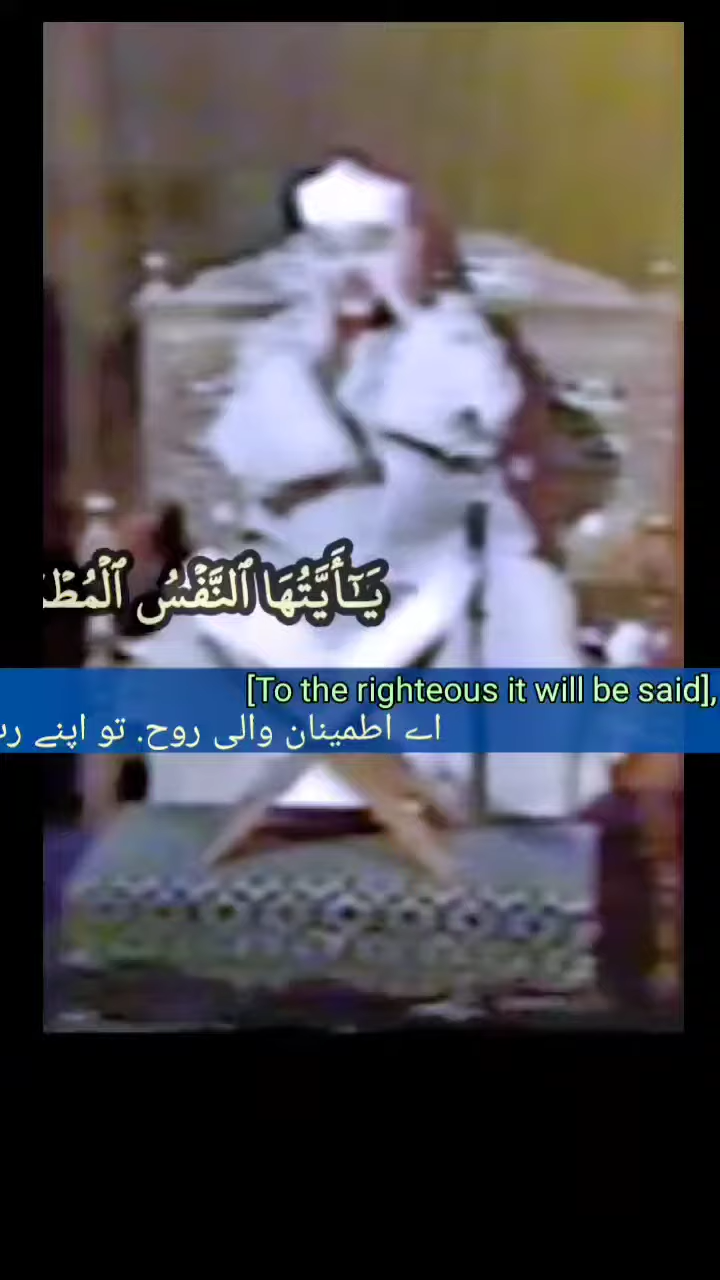 يَـٰٓأَيَّتُهَا ٱلنَّفْسُ
[To the righteous it will be said],
اے اطمینان والی روح. تو اپنے